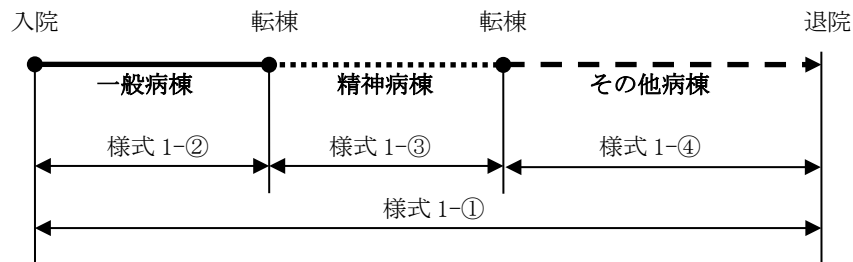 入院 転棟 転棟 退院
一般病棟 精神病棟 その他病棟
様式 1-② 様式 1-③ 様式 1-④
様式 1-①